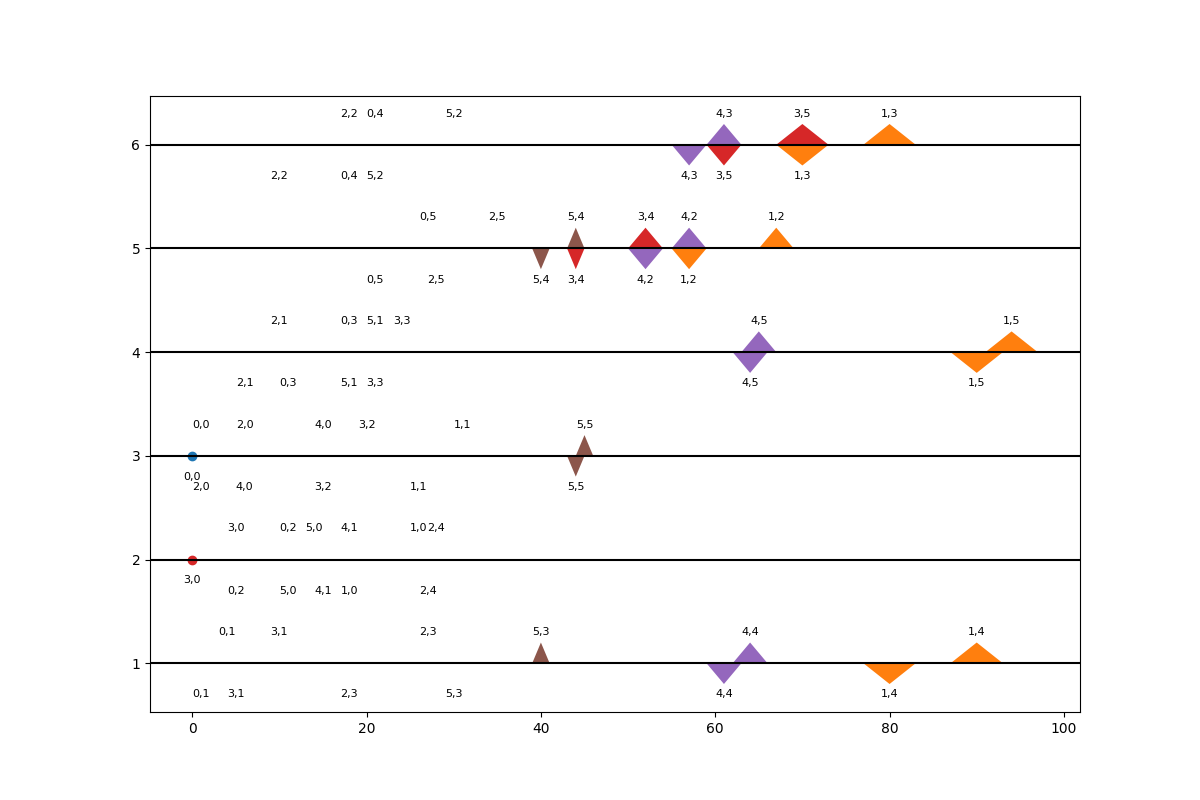 2,2 0,4 5,2 4,3 3,5 1,3
6
2,2 0,4 5,2 4,3 3,5 1,3
0,5 2,5 5,4 3,4 4,2 1,2
5
0,5 2,5 5,4 3,4 4,2 1,2
2,1 0,3 5,1 3,3 4,5 1,5
4
2,1 0,3 5,1 3,3 4,5 1,5
0,0 2,0 4,0 3,2 1,1 5,5
3
0,0
2,0 4,0 3,2 1,1 5,5
3,0 0,2 5,0 4,1 1,0 2,4
2
3,0
0,2 5,0 4,1 1,0 2,4
0,1 3,1 2,3 5,3 4,4 1,4
1
0,1 3,1 2,3 5,3 4,4 1,4
0 20 40 60 80 100